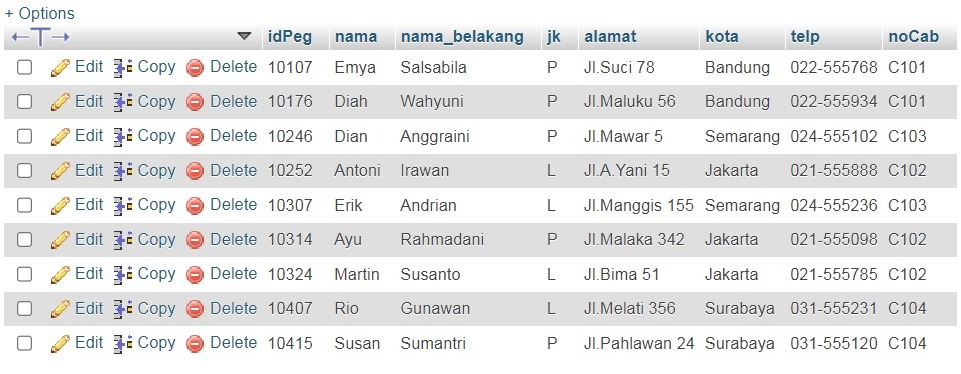 + Options
←T→ ▼ idPeg nama nama_belakang jk alamat kota telp noCab
Edit Copy Delete 10107 Emya Salsabila P Jl.Suci 78 Bandung 022-555768 C101
Edit Copy Delete 10176 Diah Wahyuni P Jl.Maluku 56 Bandung 022-555934 C101
Edit Copy Delete 10246 Dian Anggraini P Jl.Mawar 5 Semarang 024-555102 C103
Edit Copy Delete 10252 Antoni Irawan L Jl.A.Yani 15 Jakarta 021-555888 C102
Edit Copy Delete 10307 Erik Andrian L Jl.Manggis 155 Semarang 024-555236 C103
Edit Copy Delete 10314 Ayu Rahmadani P Jl.Malaka 342 Jakarta 021-555098 C102
Edit Copy Delete 10324 Martin Susanto L Jl.Bima 51 Jakarta 021-555785 C102
Edit Copy Delete 10407 Rio Gunawan L Jl.Melati 356 Surabaya 031-555231 C104
Edit Copy Delete 10415 Susan Sumantri P Jl.Pahlawan 24 Surabaya 031-555120 C104